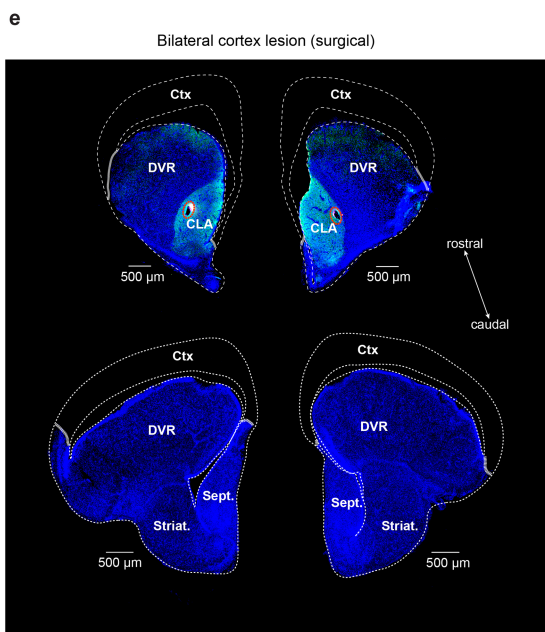 e
Bilateral cortex lesion (surgical)
Ctx
Ctx
DVR
DVR
CLA
CLA
rostral
500 µm
500 µm
caudal
Ctx
Ctx
DVR
DVR
Sept.
Sept.
Striat.
Striat.
500 µm
500 µm